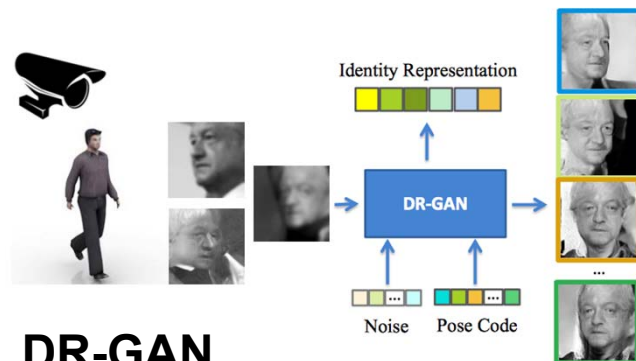 Identity Representation
DR-GAN
...
...
...
Noise
Pose Code
DR-GAN